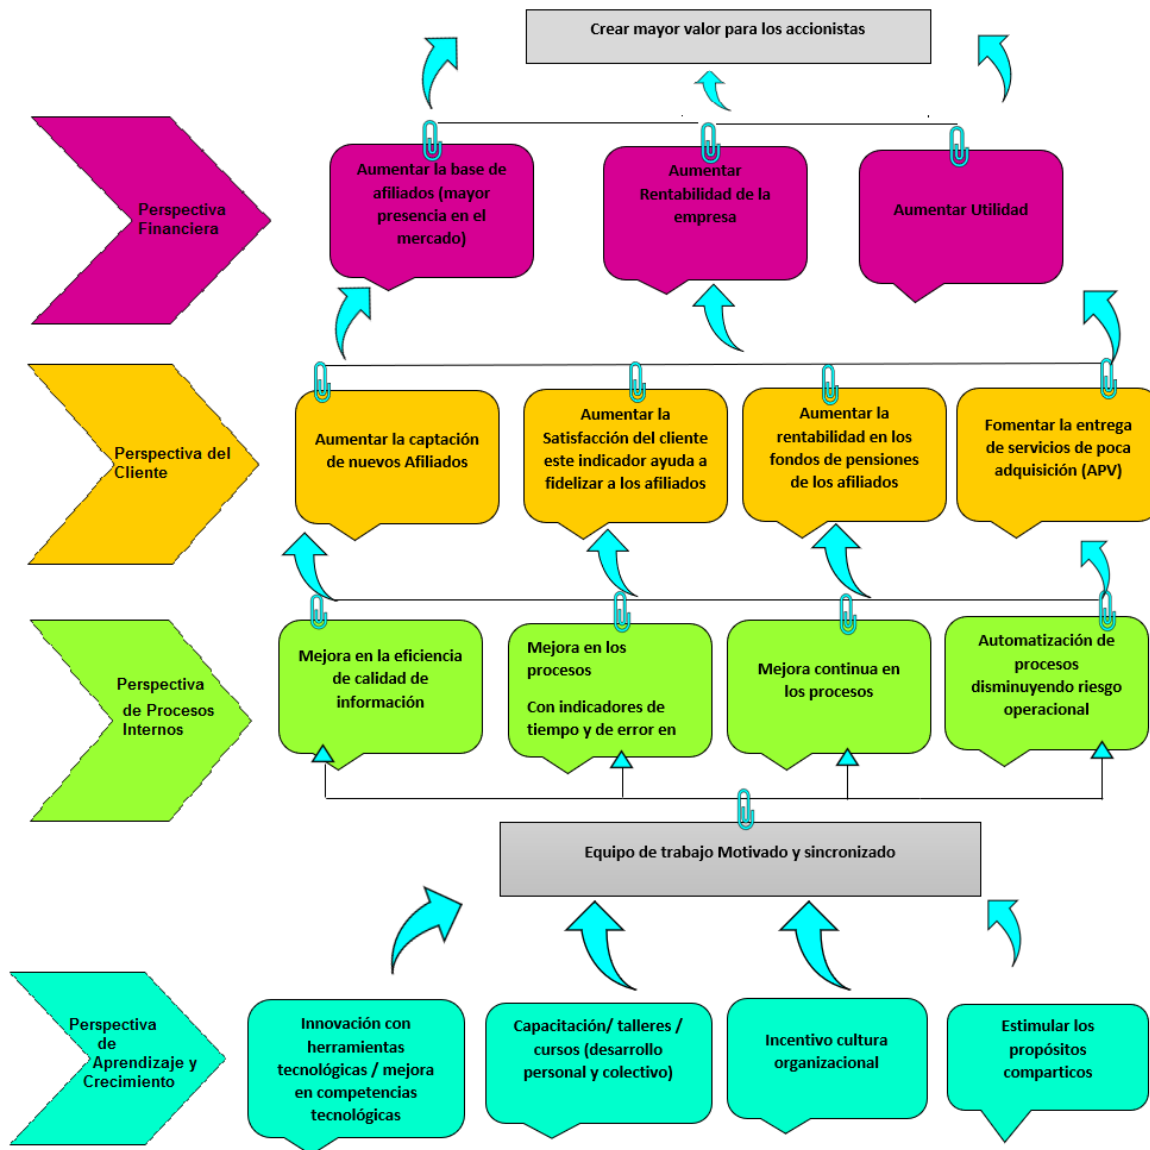 Crear mayor valor para los accionistas
Perspectiva
Financiera
Aumentar la base de
afiliados (mayor
presencia en el
mercado)
Aumentar
Rentabilidad de la
empresa
Aumentar Utilidad
Perspectiva del
Cliente
Aumentar la captación
de nuevos Afiliados
Aumentar la
Satisfacción del cliente
este indicador ayuda a
fidelizar a los afiliados
Aumentar la
rentabilidad en los
fondos de pensiones
de los afiliados
Fomentar la entrega
de servicios de poca
adquisición (APV)
Perspectiva
de Procesos
Internos
Mejora en la eficiencia
de calidad de
información
Mejora en los
procesos
Con indicadores de
tiempo y de error en
Mejora continua en
los procesos
Automatización de
procesos
disminuyendo riesgo
operacional
Equipo de trabajo Motivado y sincronizado
Perspectiva
de
Aprendizaje y
Crecimiento
Innovación con
herramientas
tecnológicas / mejora
en competencias
tecnológicas
Capacitación/ talleres /
cursos (desarrollo
personal y colectivo)
Incentivo cultura
organizacional
Estimular los
propósitos
comparticos